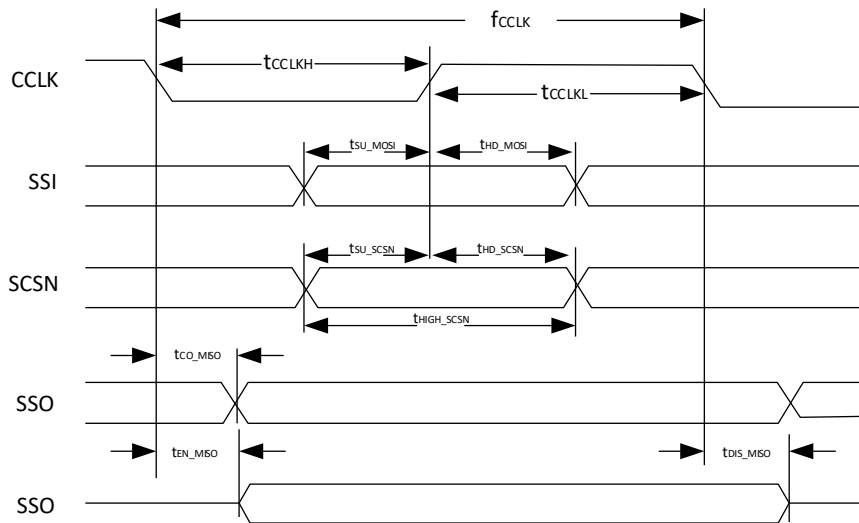 fCCLK
CCLK
tCCLKH
tCCLKL
tSU_MOSI
tHD_MOSI
SSI
tSU_SCSN
tHD_SCSN
SCSN
tHIGH_SCSN
tCO_MISO
SSO
tEN_MISO
tDIS_MISO
SSO